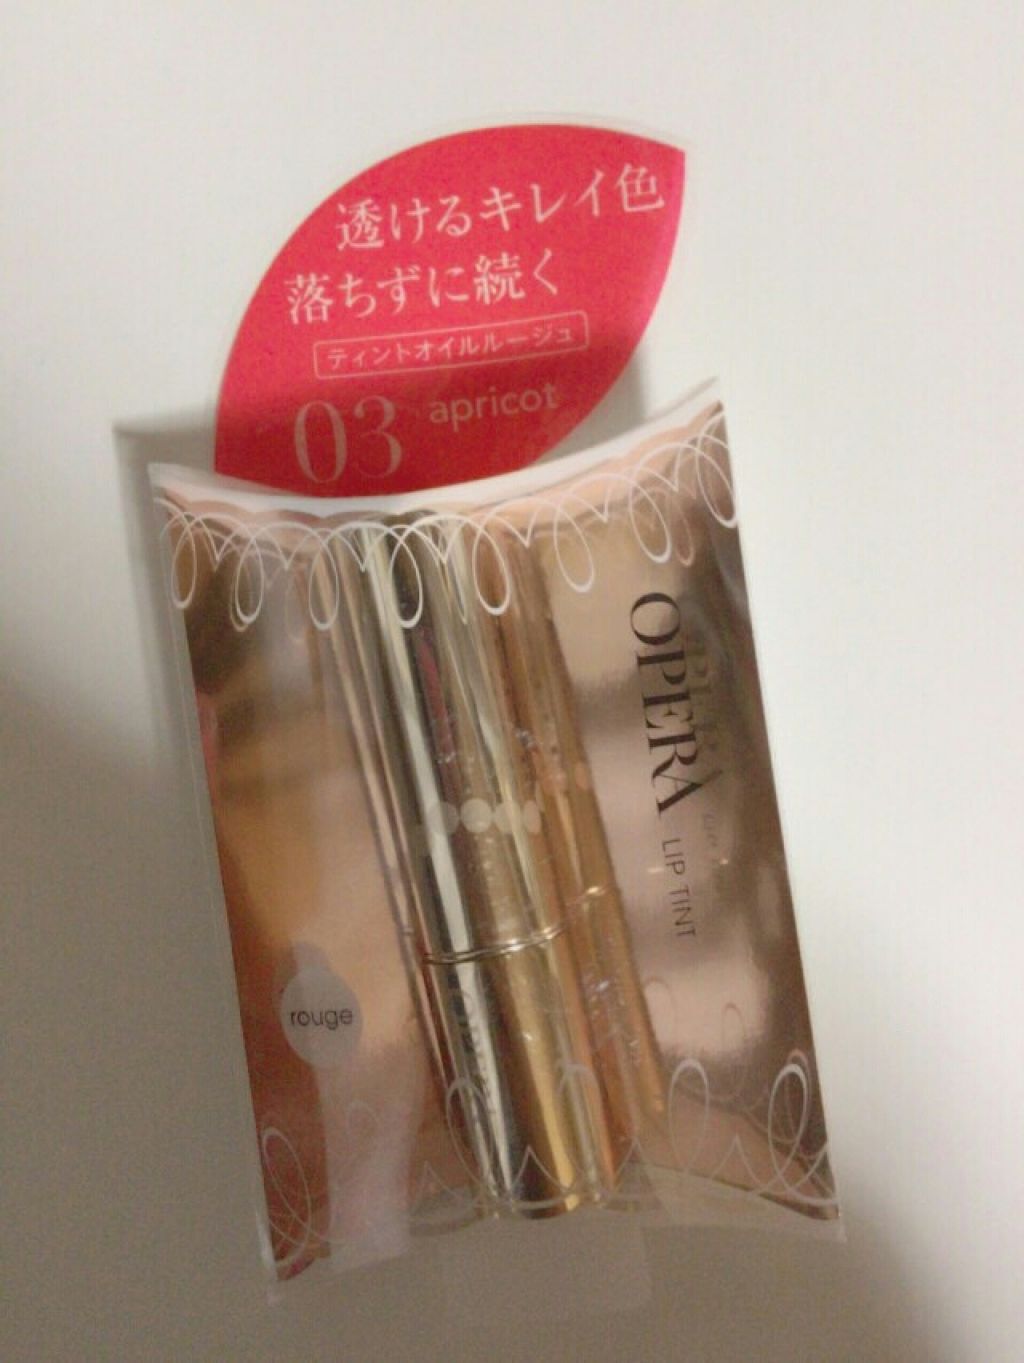 透けるキレイ色
落ちずに続く
ティントオイルルージュ
03 apricot
OPERA LIP TINT
rouge